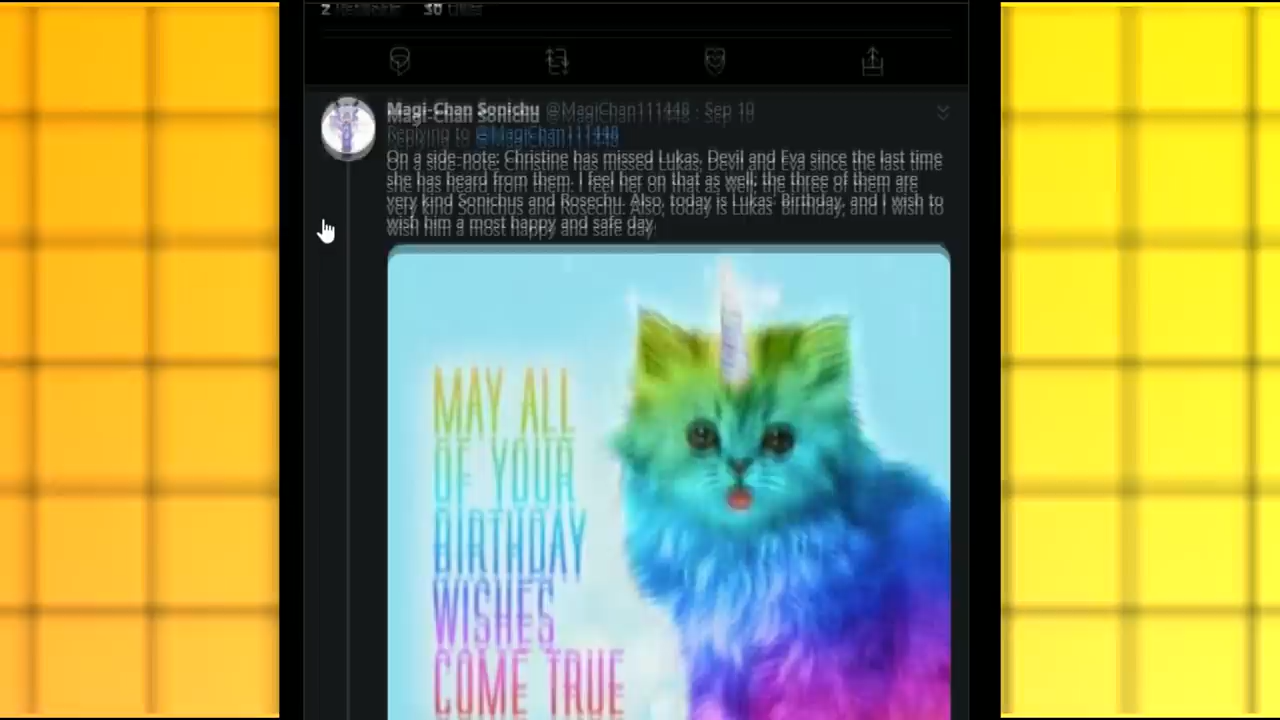 2 30 Likes
Magi-Chan Sonichu @MagiChan111448 · Sep 10
Replying to @MagiChan111448
On a side-note; Christine has missed Lukas, Devil and Eva since the last time
she has heard from them. I feel her on that as well; the three of them are
very kind Sonichus and Rosechu. Also, today is Lukas' Birthday, and I wish to
wish him a most happy and safe day.
MAY ALL
OF YOUR
BIRTHDAY
WISHES
COME TRUE